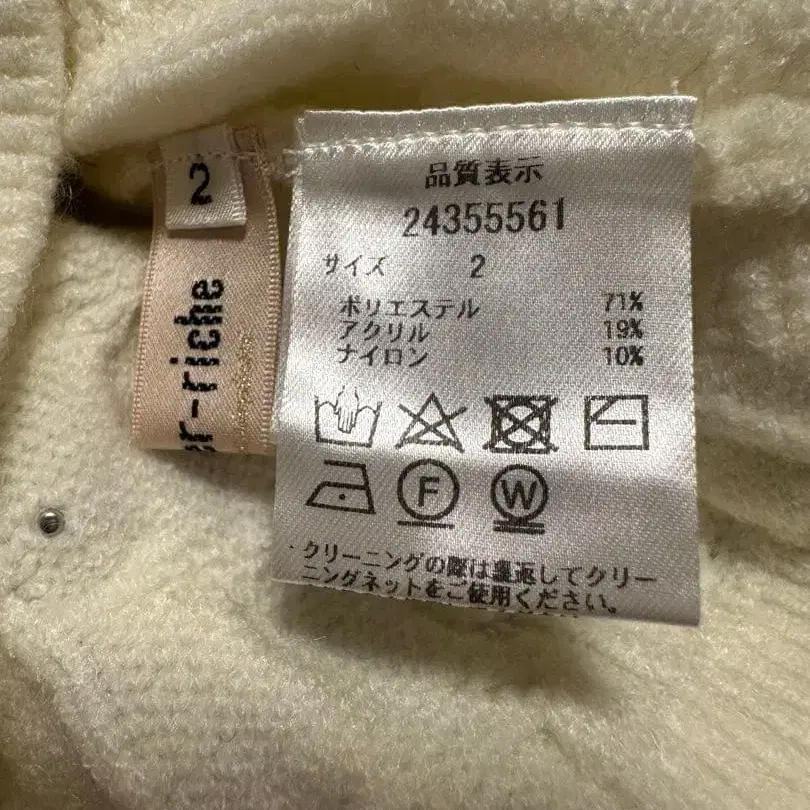 2
er-riche
品質表示
24355561
サイズ 2
ポリエステル 71%
アクリル 19%
ナイロン 10%
F W
・クリーニングの際は裏返してクリー
ニングネットをご使用ください。